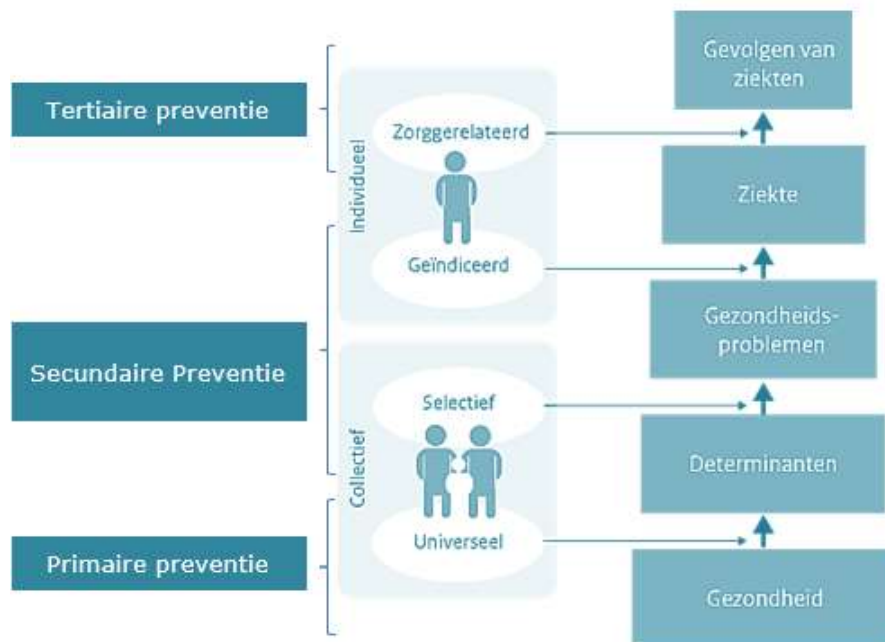 Tertiaire preventie
Secundaire Preventie
Primaire preventie
Individueel
Zorggerelateerd
Geïndiceerd
Collectief
Selectief
Universeel
Gevolgen van
ziekten
Ziekte
Gezondheids-
problemen
Determinanten
Gezondheid